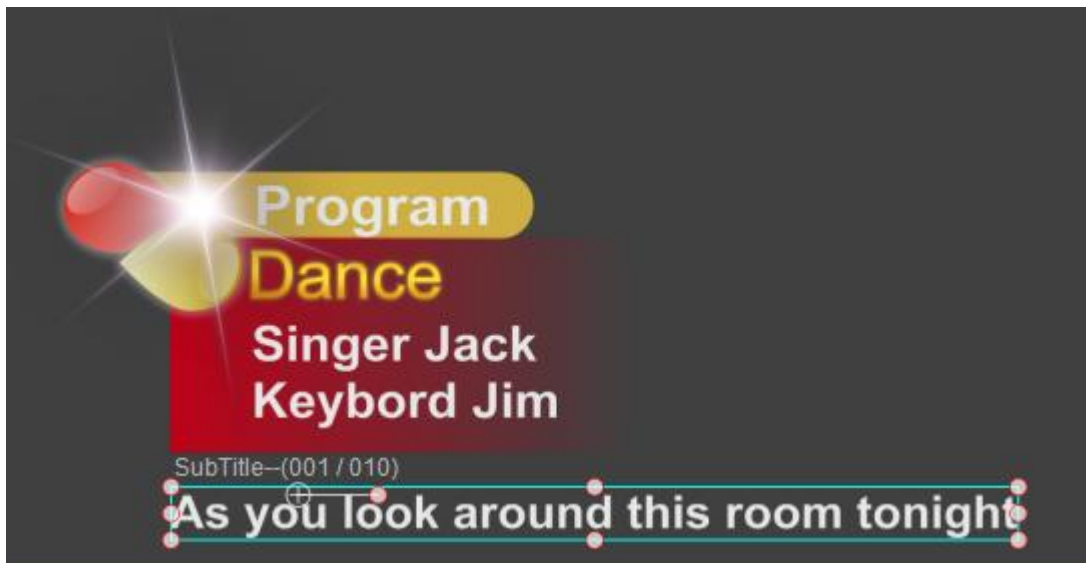 Program
Dance
Singer Jack
Keybord Jim
SubTitle--(001 / 010)
As you look around this room tonight